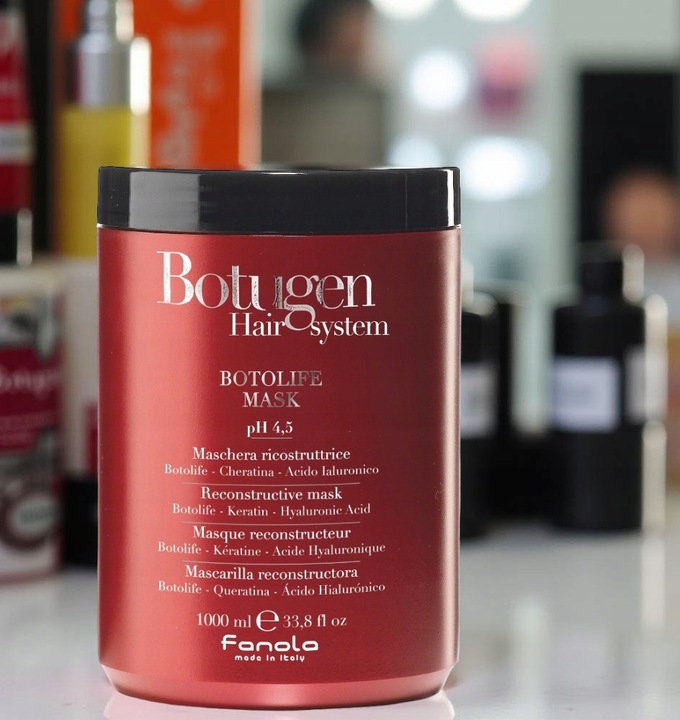 Botugen
Hair system
BOTOLIFE
MASK
pH 4,5
Maschera ricostruttrice
Botolife - Cheratina - Acido Ialuronico
Reconstructive mask
Botolife - Keratin - Hyaluronic Acid
Masque reconstructeur
Botolife - Kératine - Acide Hyaluronique
Mascarilla reconstructora
Botolife - Queratina - Ácido Hialurónico
1000 ml ℮ 33,8 fl oz
fanola
made in Italy